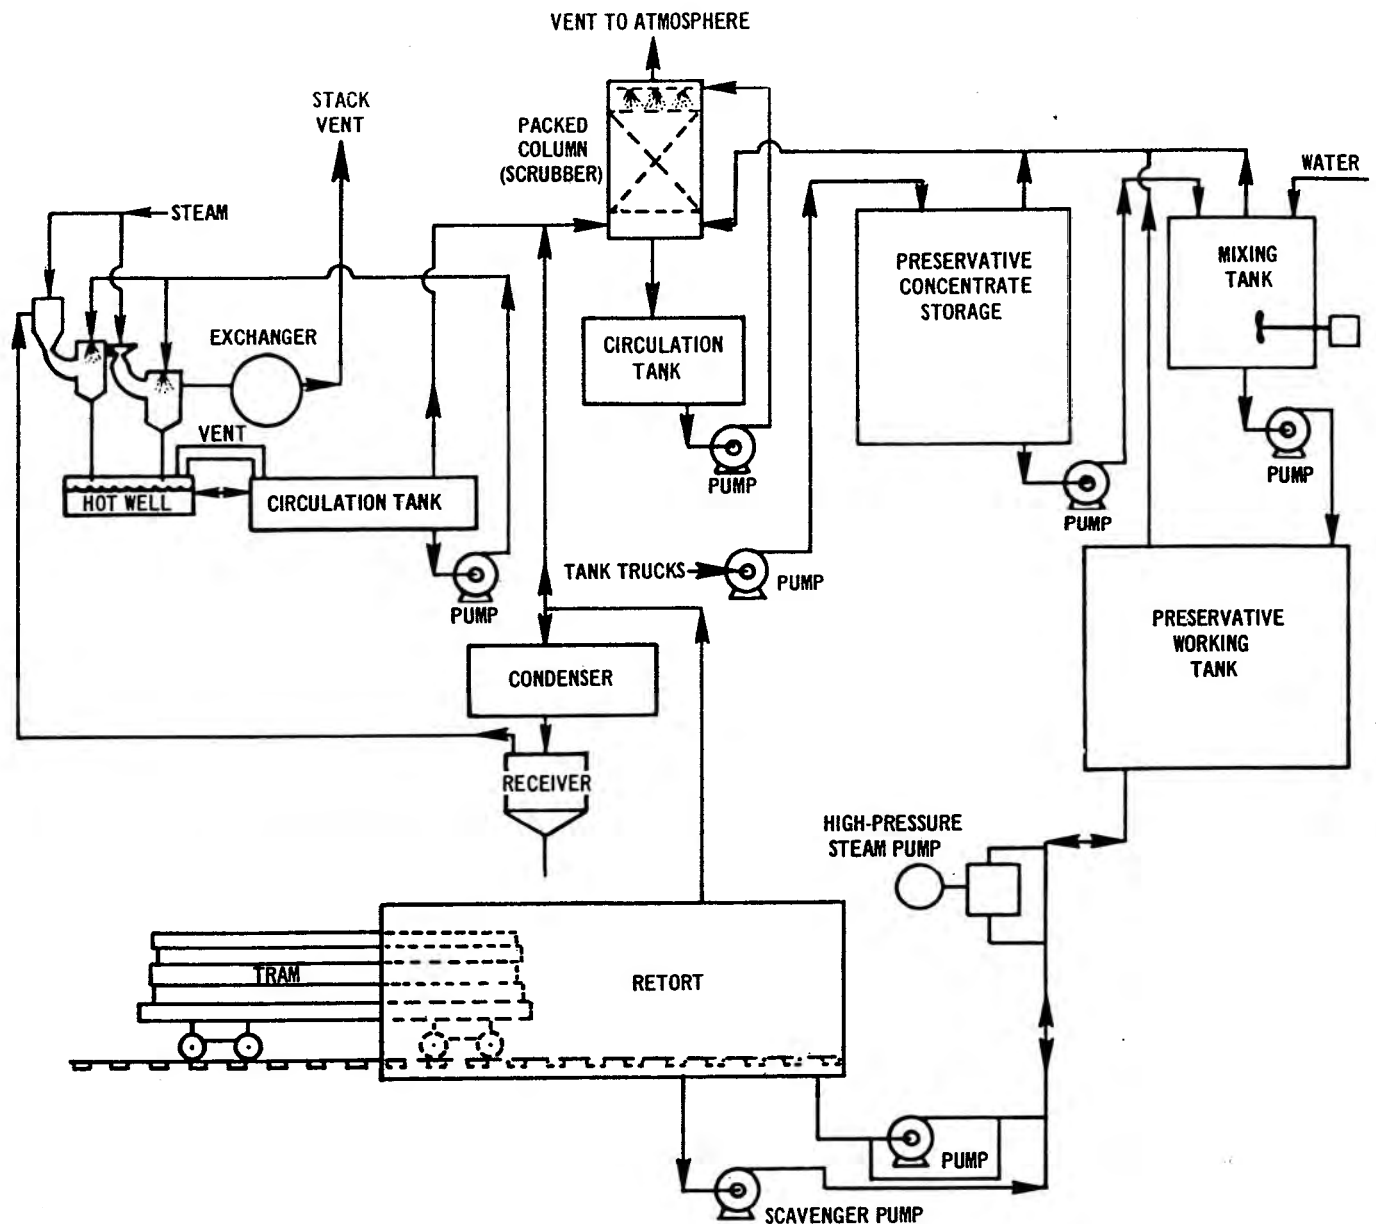 VENT TO ATMOSPHERE
STACK
VENT
PACKED
COLUMN
(SCRUBBER)
WATER
STEAM
PRESERVATIVE
CONCENTRATE
STORAGE
MIXING
TANK
EXCHANGER
CIRCULATION
TANK
VENT
HOT WELL
CIRCULATION TANK
PUMP
PUMP
PUMP
TANK TRUCKS
PUMP
PUMP
PRESERVATIVE
WORKING
TANK
CONDENSER
RECEIVER
HIGH-PRESSURE
STEAM PUMP
TRAM
RETORT
PUMP
SCAVENGER PUMP